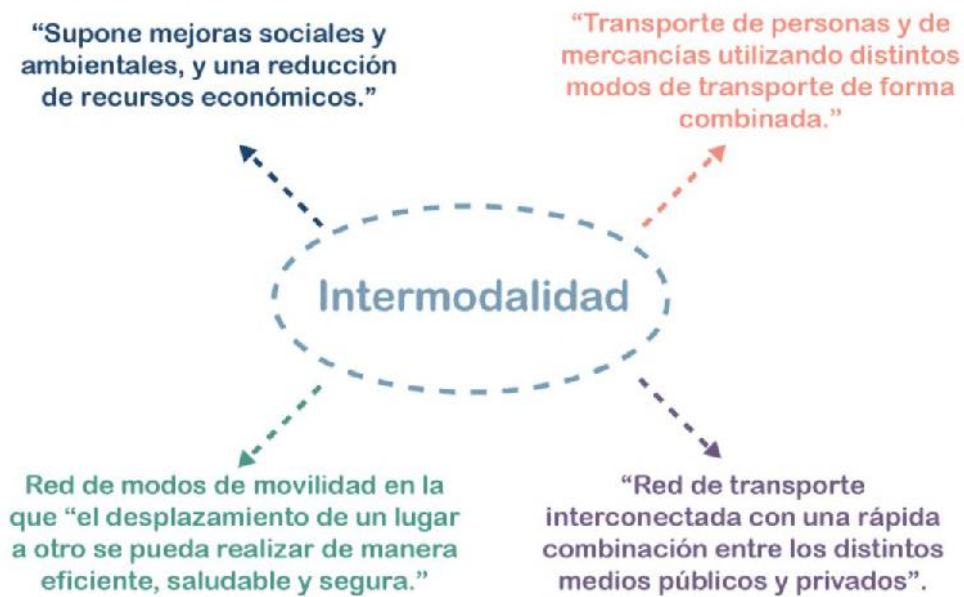 “Supone mejoras sociales y
ambientales, y una reducción
de recursos económicos.”
“Transporte de personas y de
mercancías utilizando distintos
modos de transporte de forma
combinada.”
Intermodalidad
Red de modos de movilidad en la
que “el desplazamiento de un lugar
a otro se pueda realizar de manera
eficiente, saludable y segura.”
“Red de transporte
interconectada con una rápida
combinación entre los distintos
medios públicos y privados”.